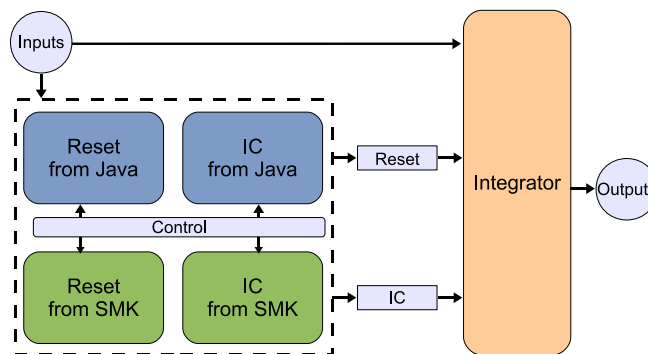 Inputs
Reset
from Java
IC
from Java
Reset
Integrator
Output
Control
Reset
from SMK
IC
from SMK
IC